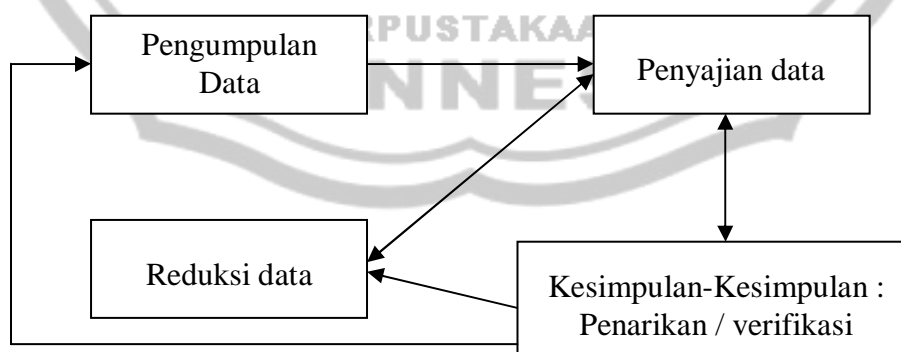 Pengumpulan
Data
Penyajian data
Reduksi data
Kesimpulan-Kesimpulan :
Penarikan / verifikasi